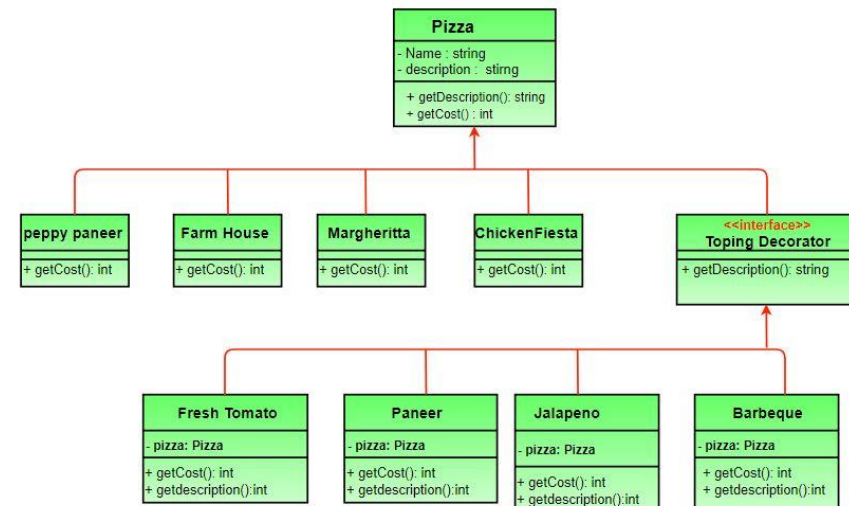 Pizza
- Name : string
- description : stirng
+ getDescription(): string
+ getCost() : int
peppy paneer
+ getCost(): int
Farm House
+ getCost(): int
Margheritta
+ getCost(): int
ChickenFiesta
+ getCost(): int
<<interface>>
Toping Decorator
+ getDescription(): string
Fresh Tomato
- pizza: Pizza
+ getCost(): int
+ getdescription():int
Paneer
- pizza: Pizza
+ getCost(): int
+ getdescription():int
Jalapeno
- pizza: Pizza
+ getCost(): int
+ getdescription():int
Barbeque
- pizza: Pizza
+ getCost(): int
+ getdescription():int